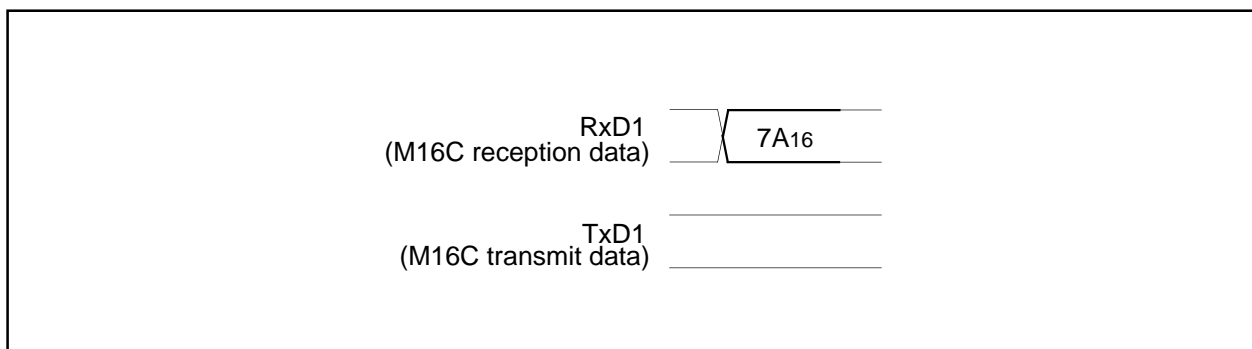 RxD1
(M16C reception data)
7A16
TxD1
(M16C transmit data)